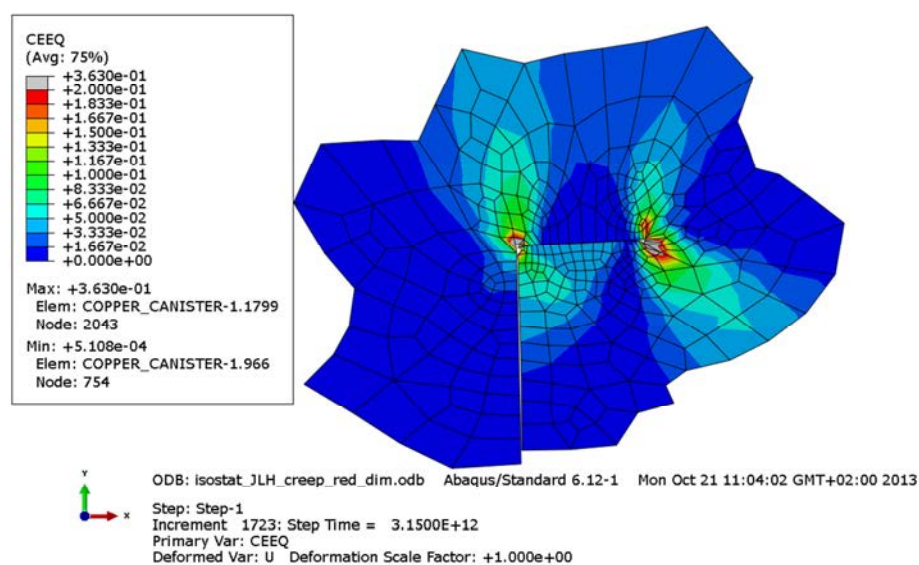 CEEQ
(Avg: 75%)
+3.630e-01
+2.000e-01
+1.833e-01
+1.667e-01
+1.500e-01
+1.333e-01
+1.167e-01
+1.000e-01
+8.333e-02
+6.667e-02
+5.000e-02
+3.333e-02
+1.667e-02
+0.000e+00
Max: +3.630e-01
Elem: COPPER_CANISTER-1.1799
Node: 2043
Min: +5.108e-04
Elem: COPPER_CANISTER-1.966
Node: 754
Y
X
ODB: isostat_JLH_creep_red_dim.odb Abaqus/Standard 6.12-1 Mon Oct 21 11:04:02 GMT+02:00 2013
Step: Step-1
Increment 1723: Step Time = 3.1500E+12
Primary Var: CEEQ
Deformed Var: U Deformation Scale Factor: +1.000e+00